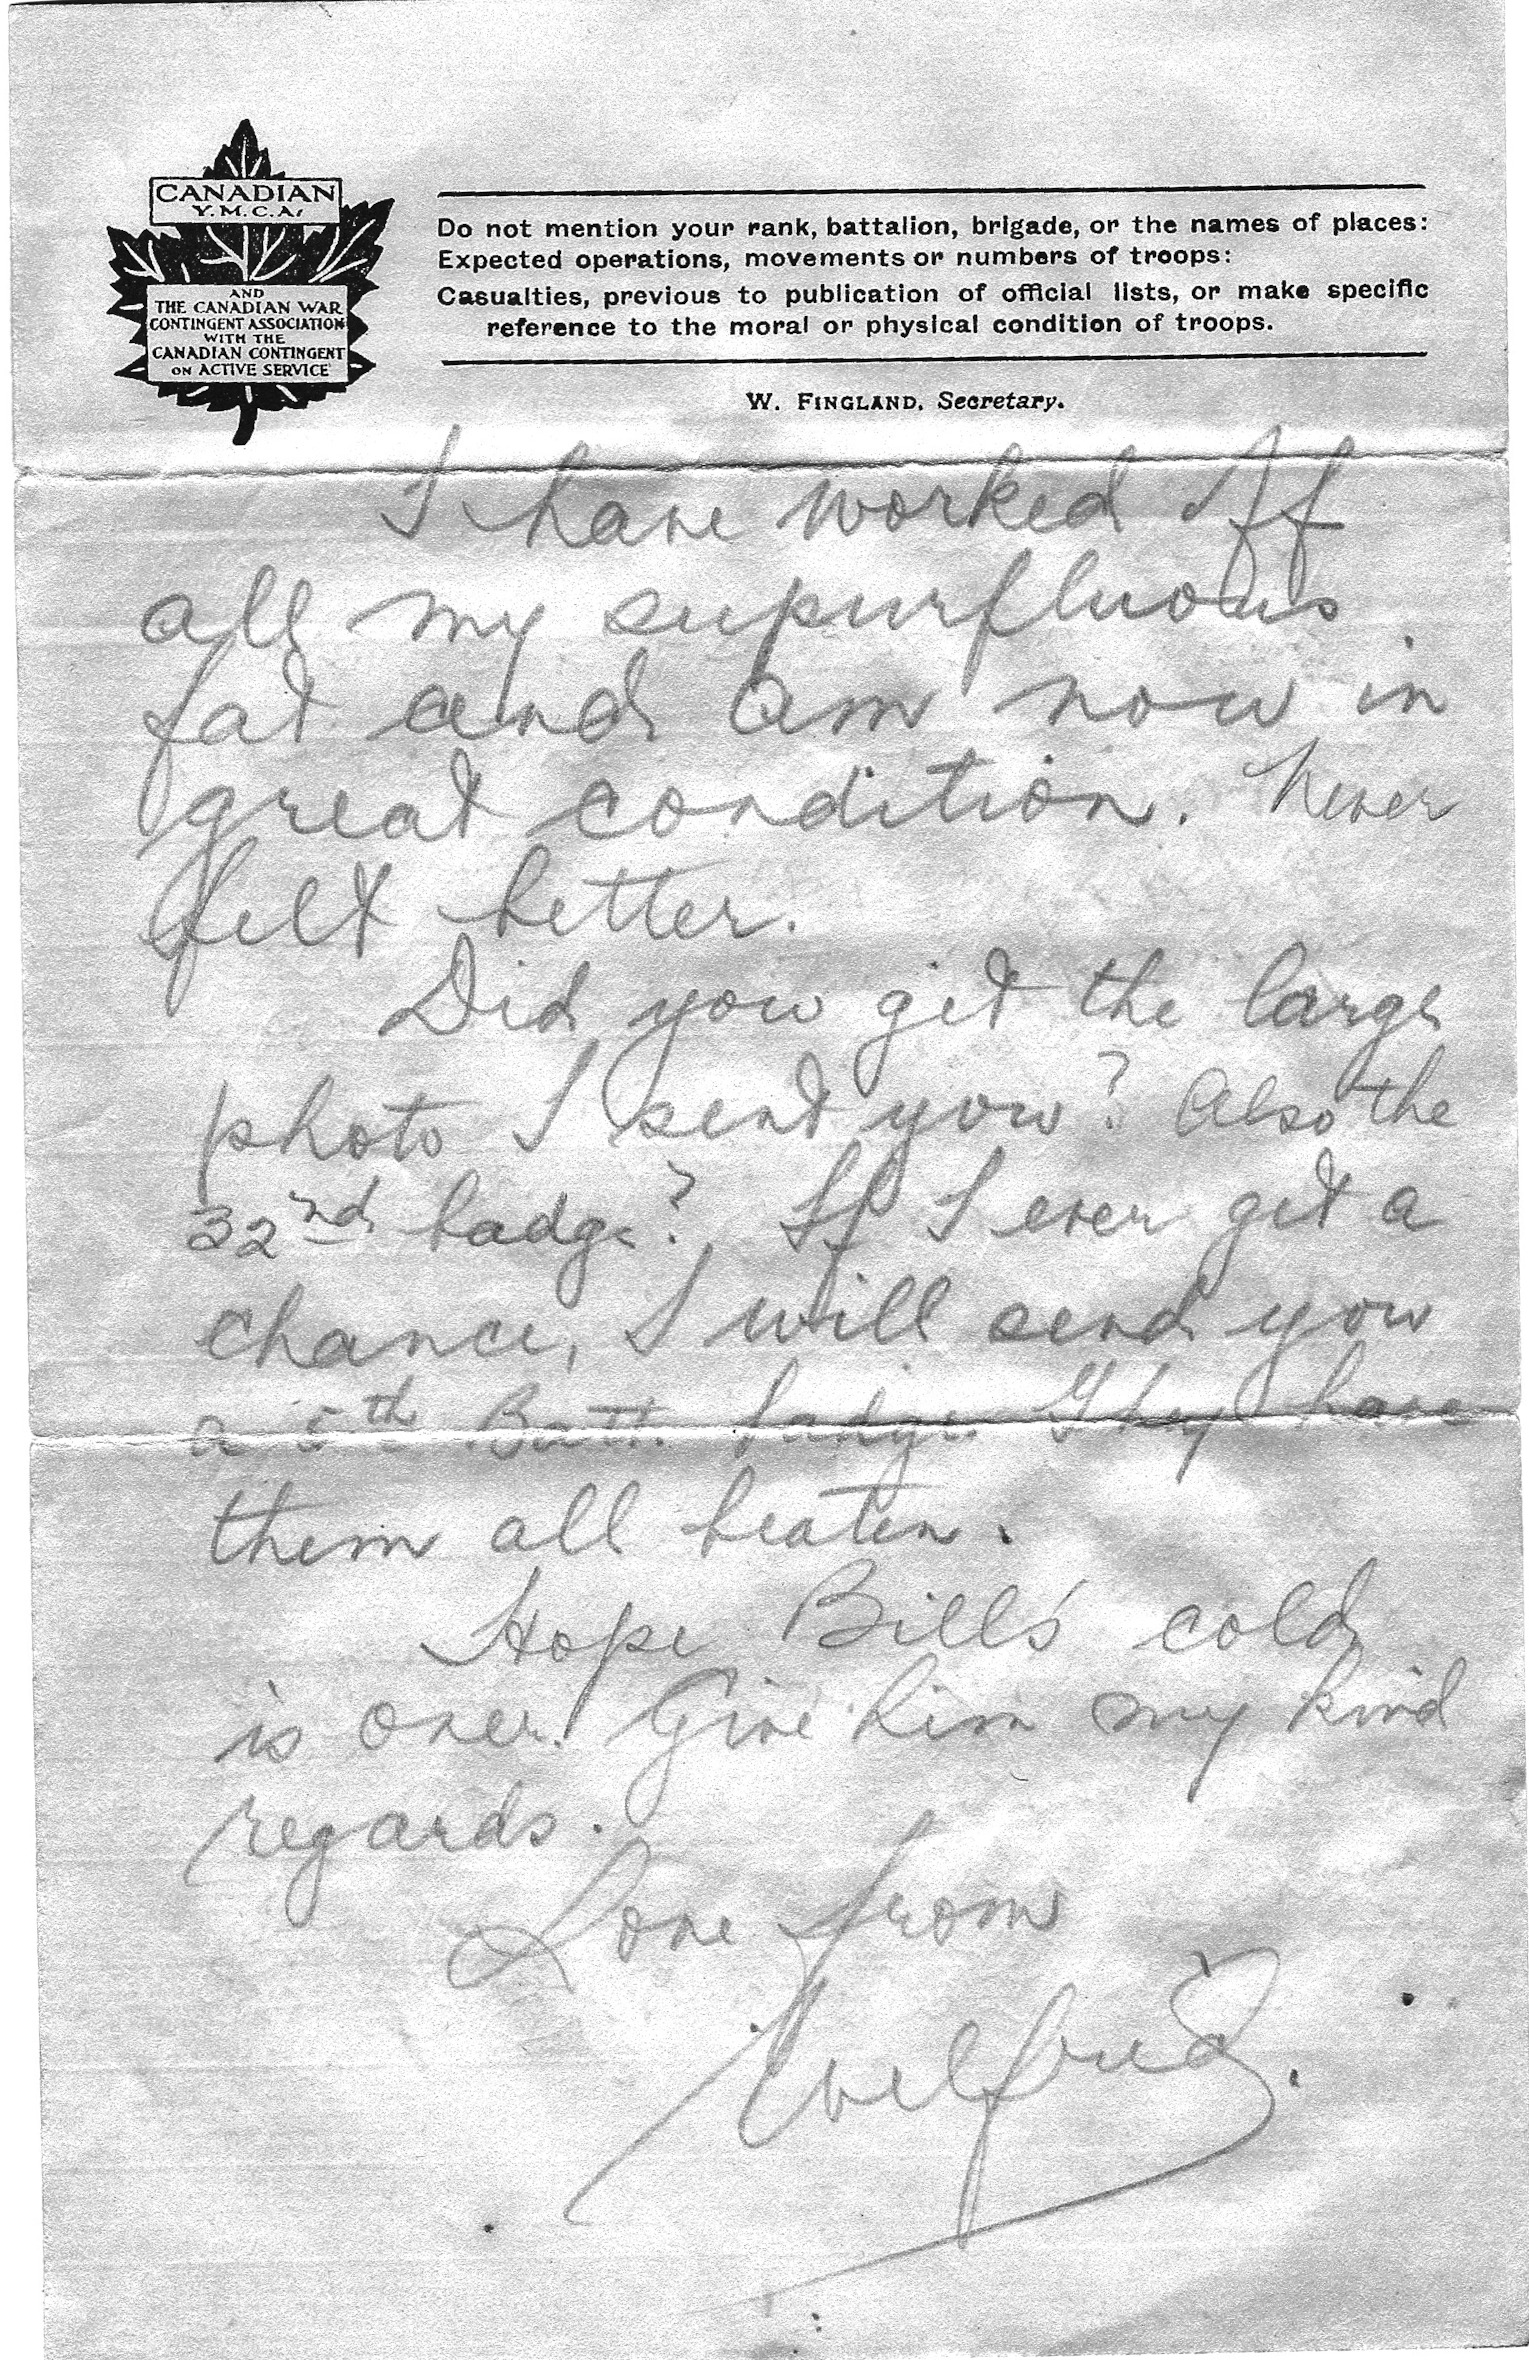 CANADIAN
Y.M.C.A.
AND
THE CANADIAN WAR
CONTINGENT ASSOCIATION
WITH THE
CANADIAN CONTINGENT
ON ACTIVE SERVICE
Do not mention your rank, battalion, brigade, or the names of places:
Expected operations, movements or numbers of troops:
Casualties, previous to publication of official lists, or make specific
reference to the moral or physical condition of troops.
W. FINGLAND, Secretary.
I have worked off
all my supurfluous
fat and am now in
great condition. Never
felt better.
Did you get the large
photo I sent you? Also the
32nd badge? If I ever get a
chance, I will send you
a 5th Batt. badge. They have
them all beaten.
Hope Bill's cold
is over. Give him my kind
regards.
Love from
Wilfrid.